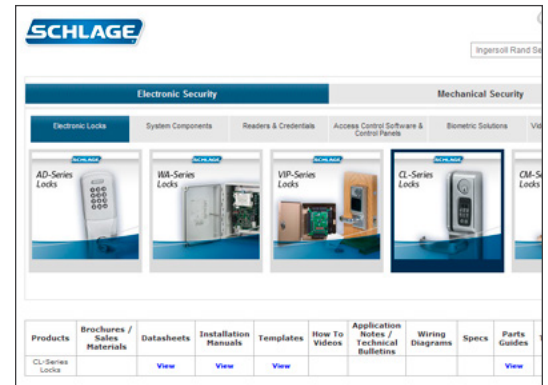 SCHLAGE
Ingersoll Rand Se
Electronic Security
Mechanical Security
Electronic Locks
System Components
Readers & Credentials
Access Control Software &
Control Panels
Biometric Solutions
Vid
SCHLAGE
AD-Series
Locks
SCHLAGE
WA-Series
Locks
SCHLAGE
VIP-Series
Locks
SCHLAGE
CL-Series
Locks
SCHLAGE
CM-S
Locks
Products
Brochures /
Sales
Materials
Datasheets
Installation
Manuals
Templates
How To
Videos
Application
Notes /
Technical
Bulletins
Wiring
Diagrams
Specs
Parts
Guides
T
CL-Series
Locks
View
View
View
View